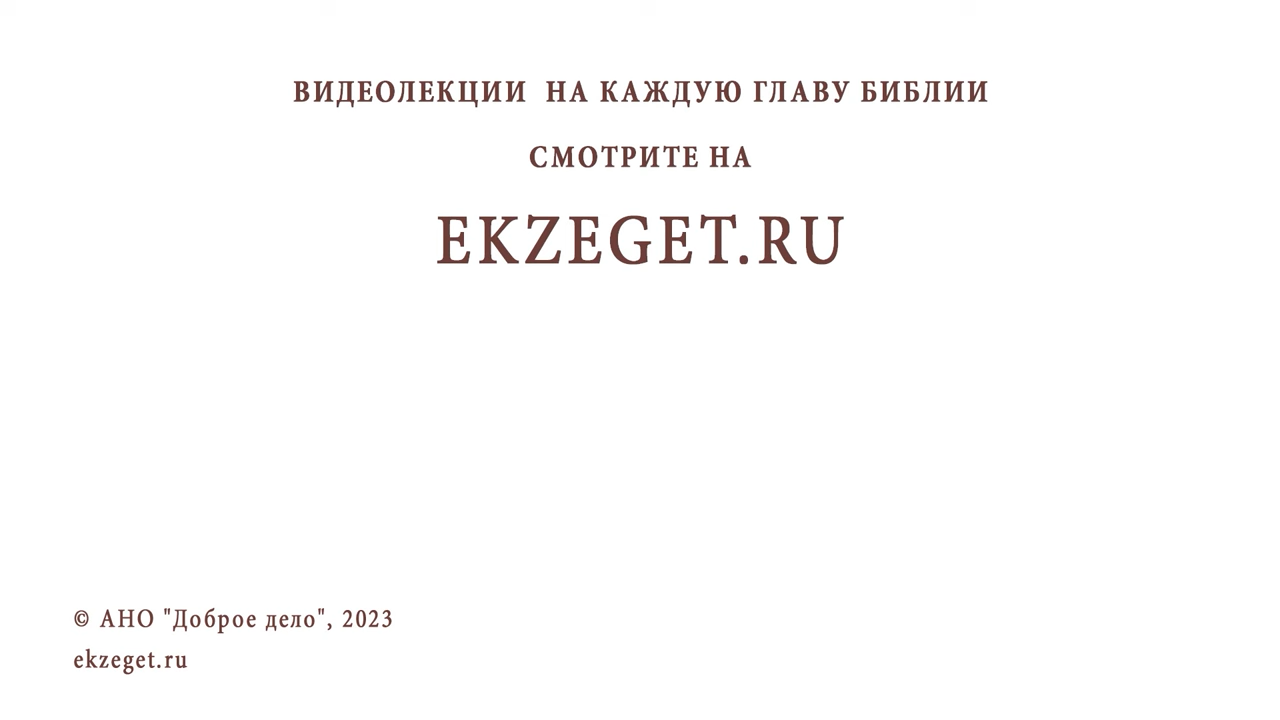 ВИДЕОЛЕКЦИИ НА КАЖДУЮ ГЛАВУ БИБЛИИ
СМОТРИТЕ НА
EKZEGET.RU
© АНО "Доброе дело", 2023
ekzeget.ru